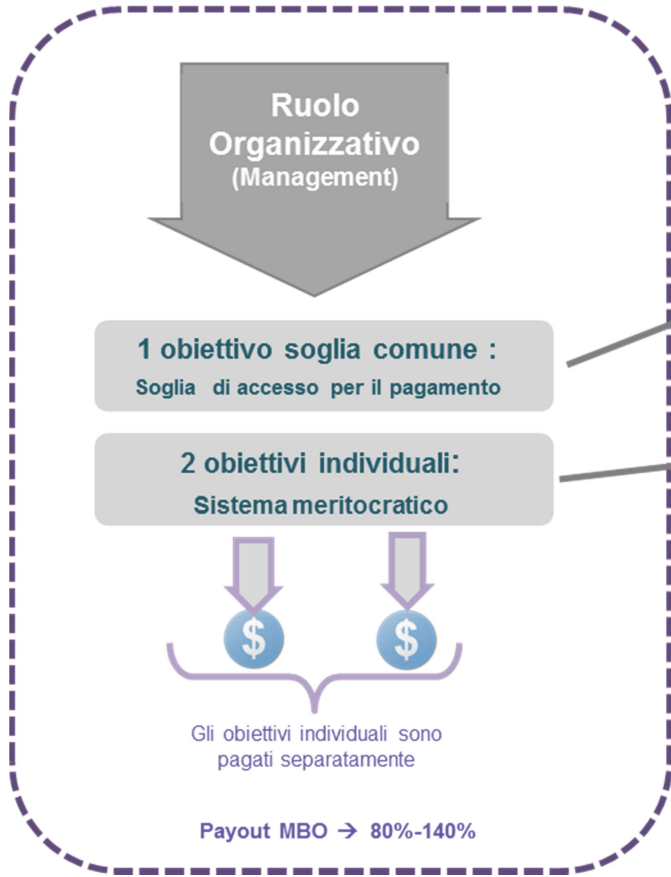 Ruolo
Organizzativo
(Management)
1 obiettivo soglia comune :
Soglia di accesso per il pagamento
2 obiettivi individuali:
Sistema meritocratico
$ $
Gli obiettivi individuali sono
pagati separatamente
Payout MBO → 80%-140%